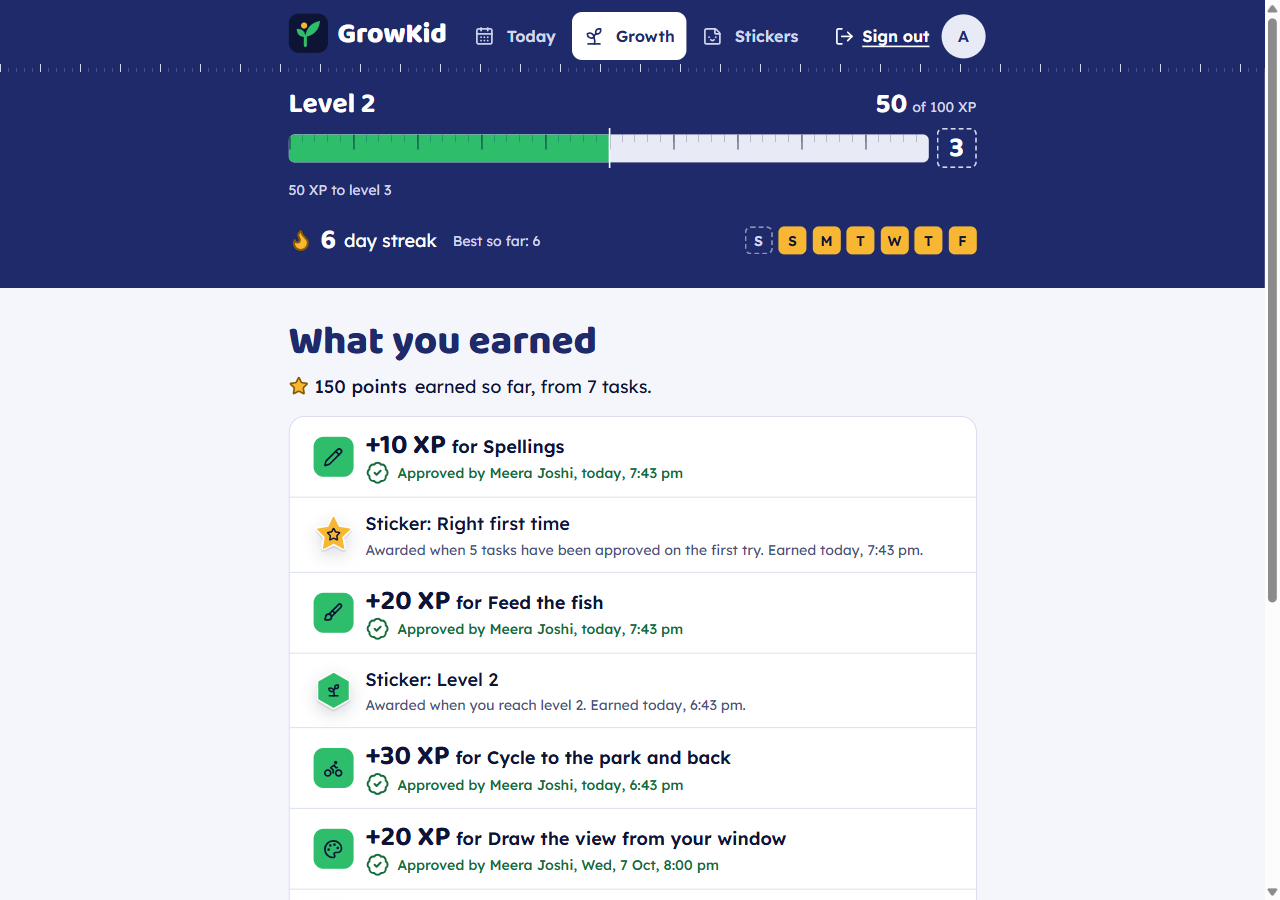 GrowKid
Today
Growth
Stickers
Sign out
A
Level 2
50 of 100 XP
3
50 XP to level 3
6 day streak
Best so far: 6
S S M T W T F
What you earned
150 points earned so far, from 7 tasks.
+10 XP for Spellings
Approved by Meera Joshi, today, 7:43 pm
Sticker: Right first time
Awarded when 5 tasks have been approved on the first try. Earned today, 7:43 pm.
+20 XP for Feed the fish
Approved by Meera Joshi, today, 7:43 pm
Sticker: Level 2
Awarded when you reach level 2. Earned today, 6:43 pm.
+30 XP for Cycle to the park and back
Approved by Meera Joshi, today, 6:43 pm
+20 XP for Draw the view from your window
Approved by Meera Joshi, Wed, 7 Oct, 8:00 pm